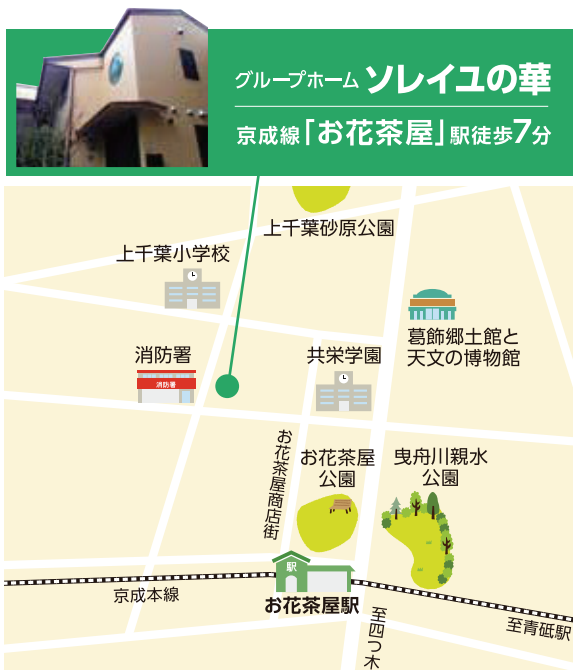 グループホーム ソレイユの華
京成線「お花茶屋」駅徒歩7分
上千葉砂原公園
上千葉小学校
葛飾郷土館と
天文の博物館
消防署
消防署
共栄学園
お花茶屋商店街
お花茶屋
公園
曳舟川親水
公園
駅
京成本線
お花茶屋駅
至四つ木
至青砥駅